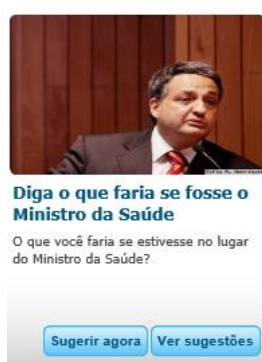 Diga o que faria se fosse o
Ministro da Saúde
O que você faria se estivesse no lugar
do Ministro da Saúde?
Sugerir agora Ver sugestões